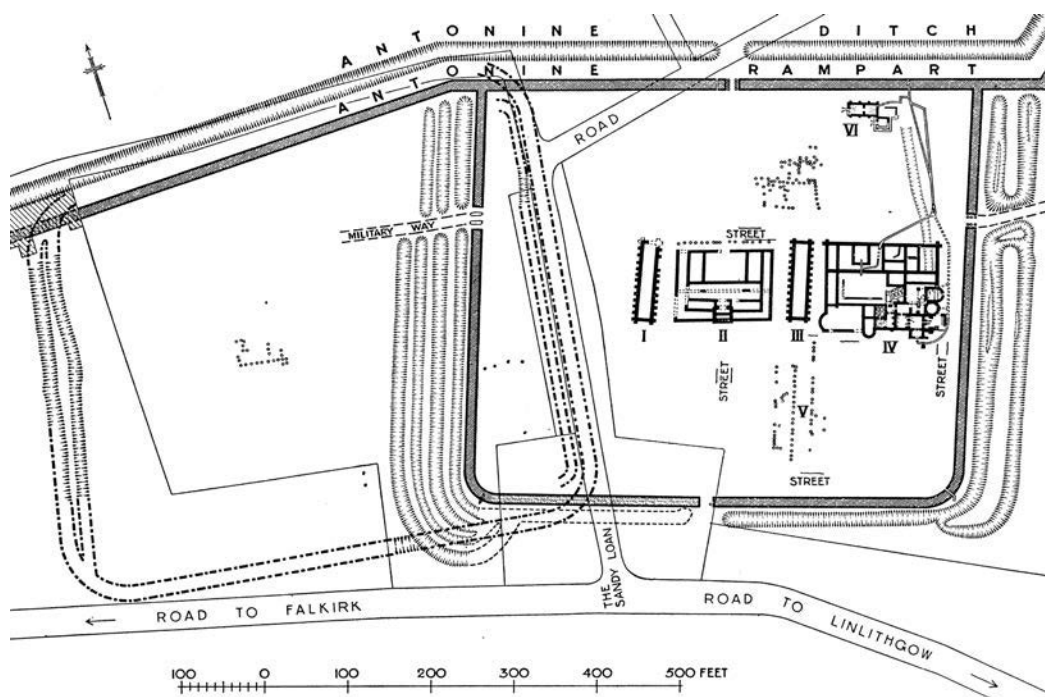 ANTONINE DITCH
ANTONINE RAMPART
ROAD
VI
MILITARY WAY
STREET
I
II
III
IV
STREET
V
STREET
STREET
THE SANDY LOAN
ROAD TO FALKIRK
ROAD TO LINLITHGOW
100 0 100 200 300 400 500 FEET